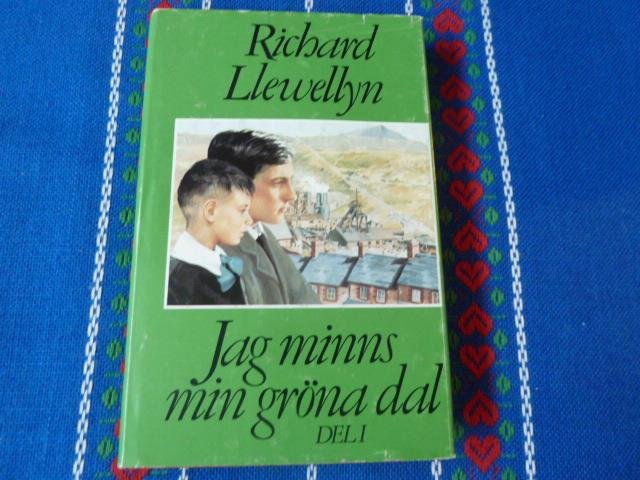 Richard
Llewellyn
Jag minns
min gröna dal
DEL I